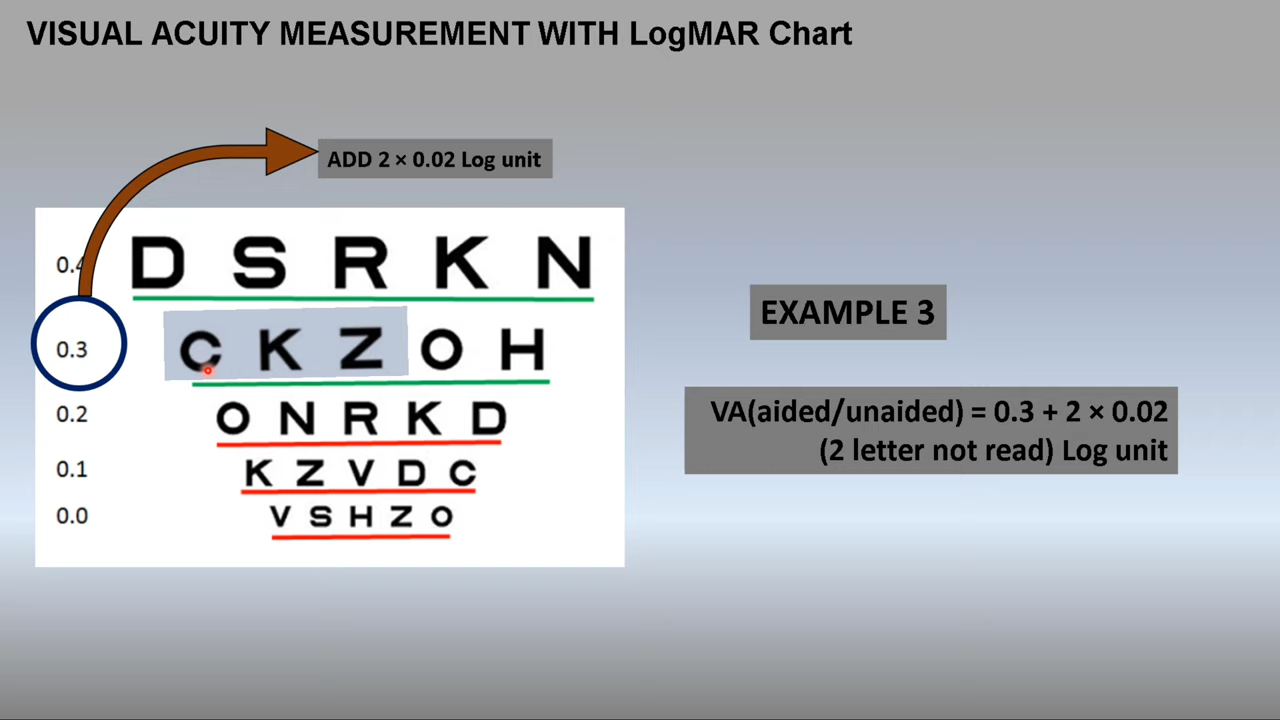 VISUAL ACUITY MEASUREMENT WITH LogMAR Chart
ADD 2 × 0.02 Log unit
0.4 D S R K N
0.3 C K Z O H
0.2 O N R K D
0.1 K Z V D C
0.0 V S H Z O
EXAMPLE 3
VA(aided/unaided) = 0.3 + 2 × 0.02
(2 letter not read) Log unit